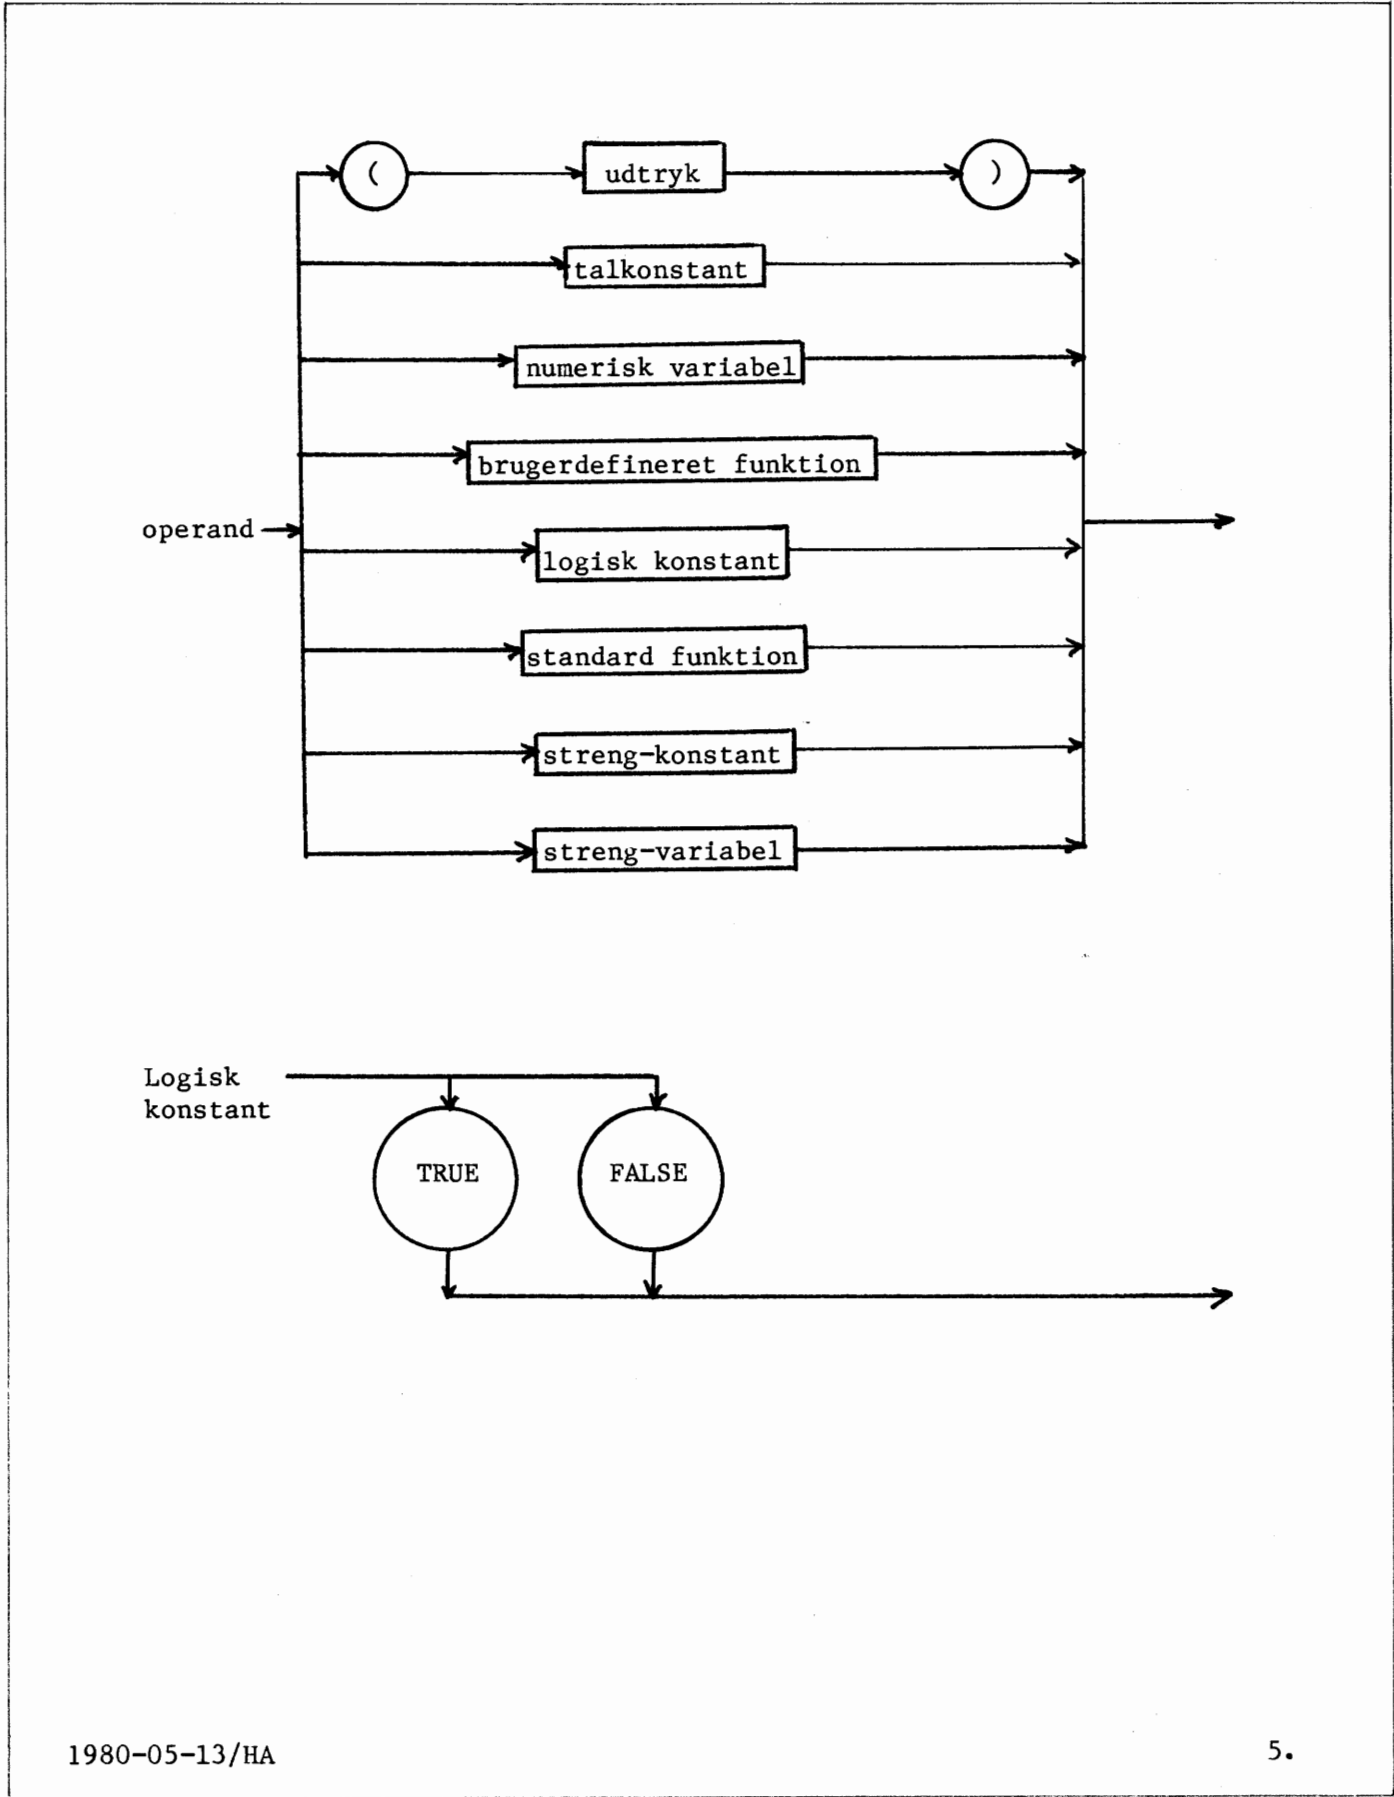 ( udtryk )
talkonstant
numerisk variabel
brugerdefineret funktion
operand
logisk konstant
standard funktion
streng-konstant
streng-variabel
Logisk
konstant
TRUE FALSE
1980-05-13/HA 5.